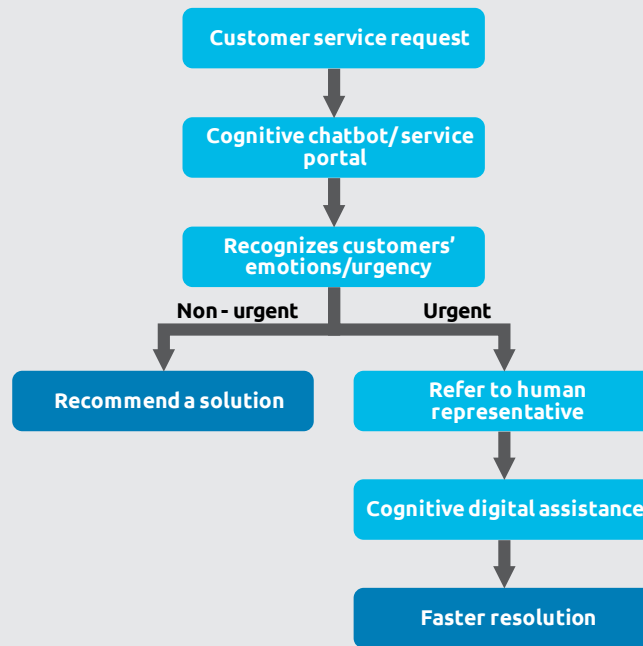 Customer service request
Cognitive chatbot/ service
portal
Recognizes customers’
emotions/urgency
Non - urgent
Urgent
Recommend a solution
Refer to human
representative
Cognitive digital assistance
Faster resolution